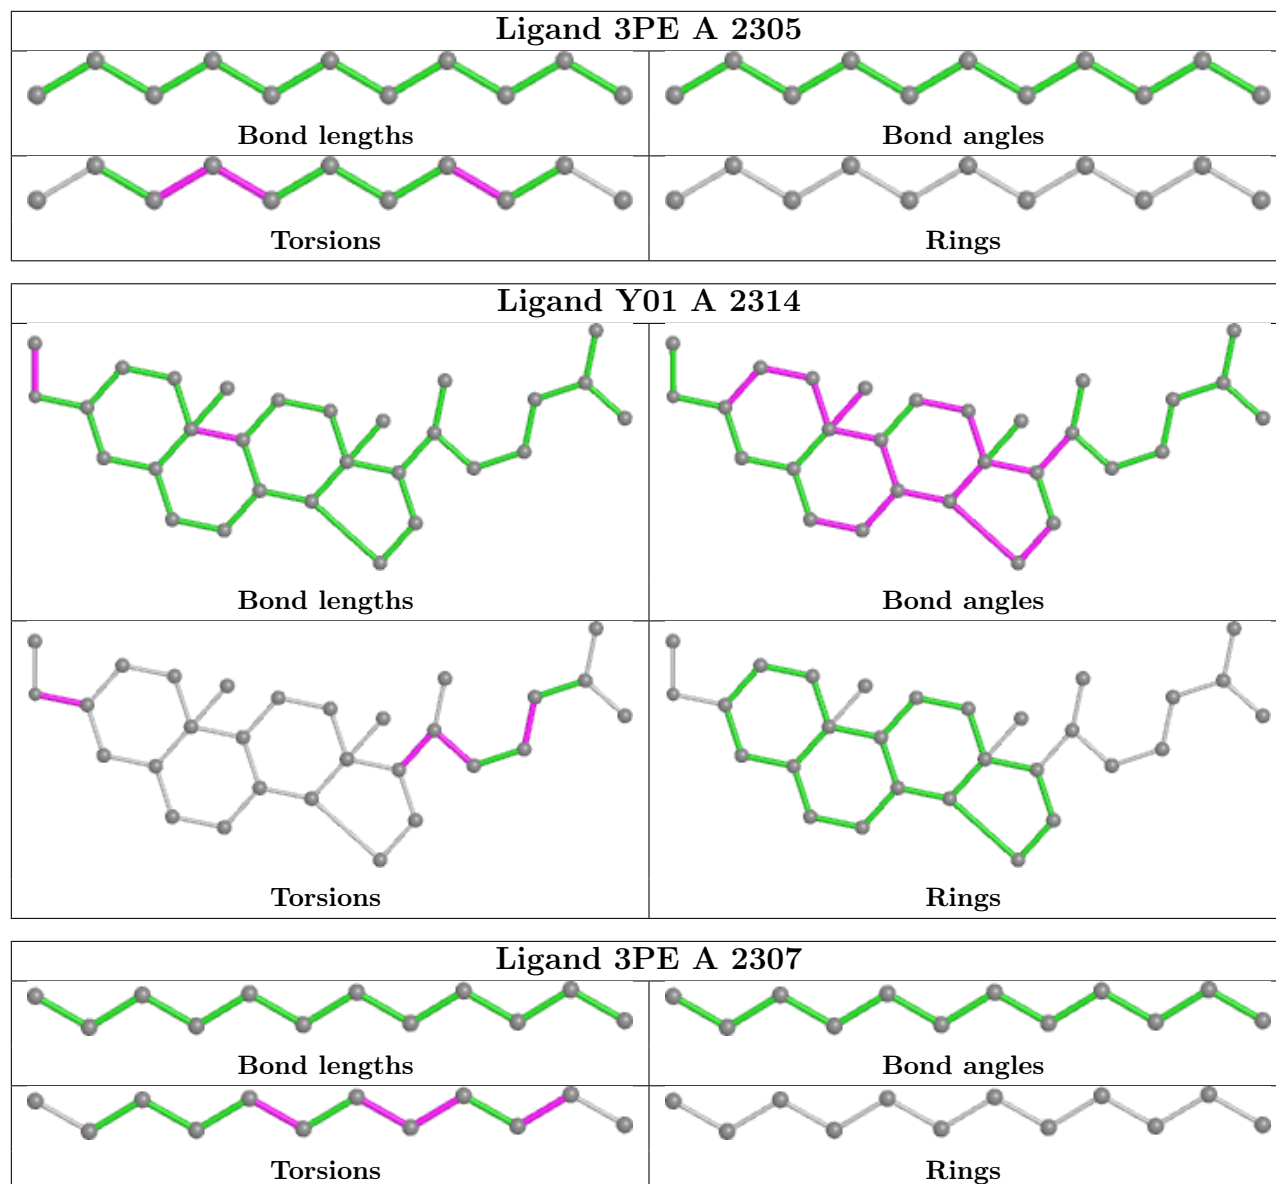 Ligand 3PE A 2305
Bond lengths
Bond angles
Torsions
Rings
Ligand Y01 A 2314
Bond lengths
Bond angles
Torsions
Rings
Ligand 3PE A 2307
Bond lengths
Bond angles
Torsions
Rings